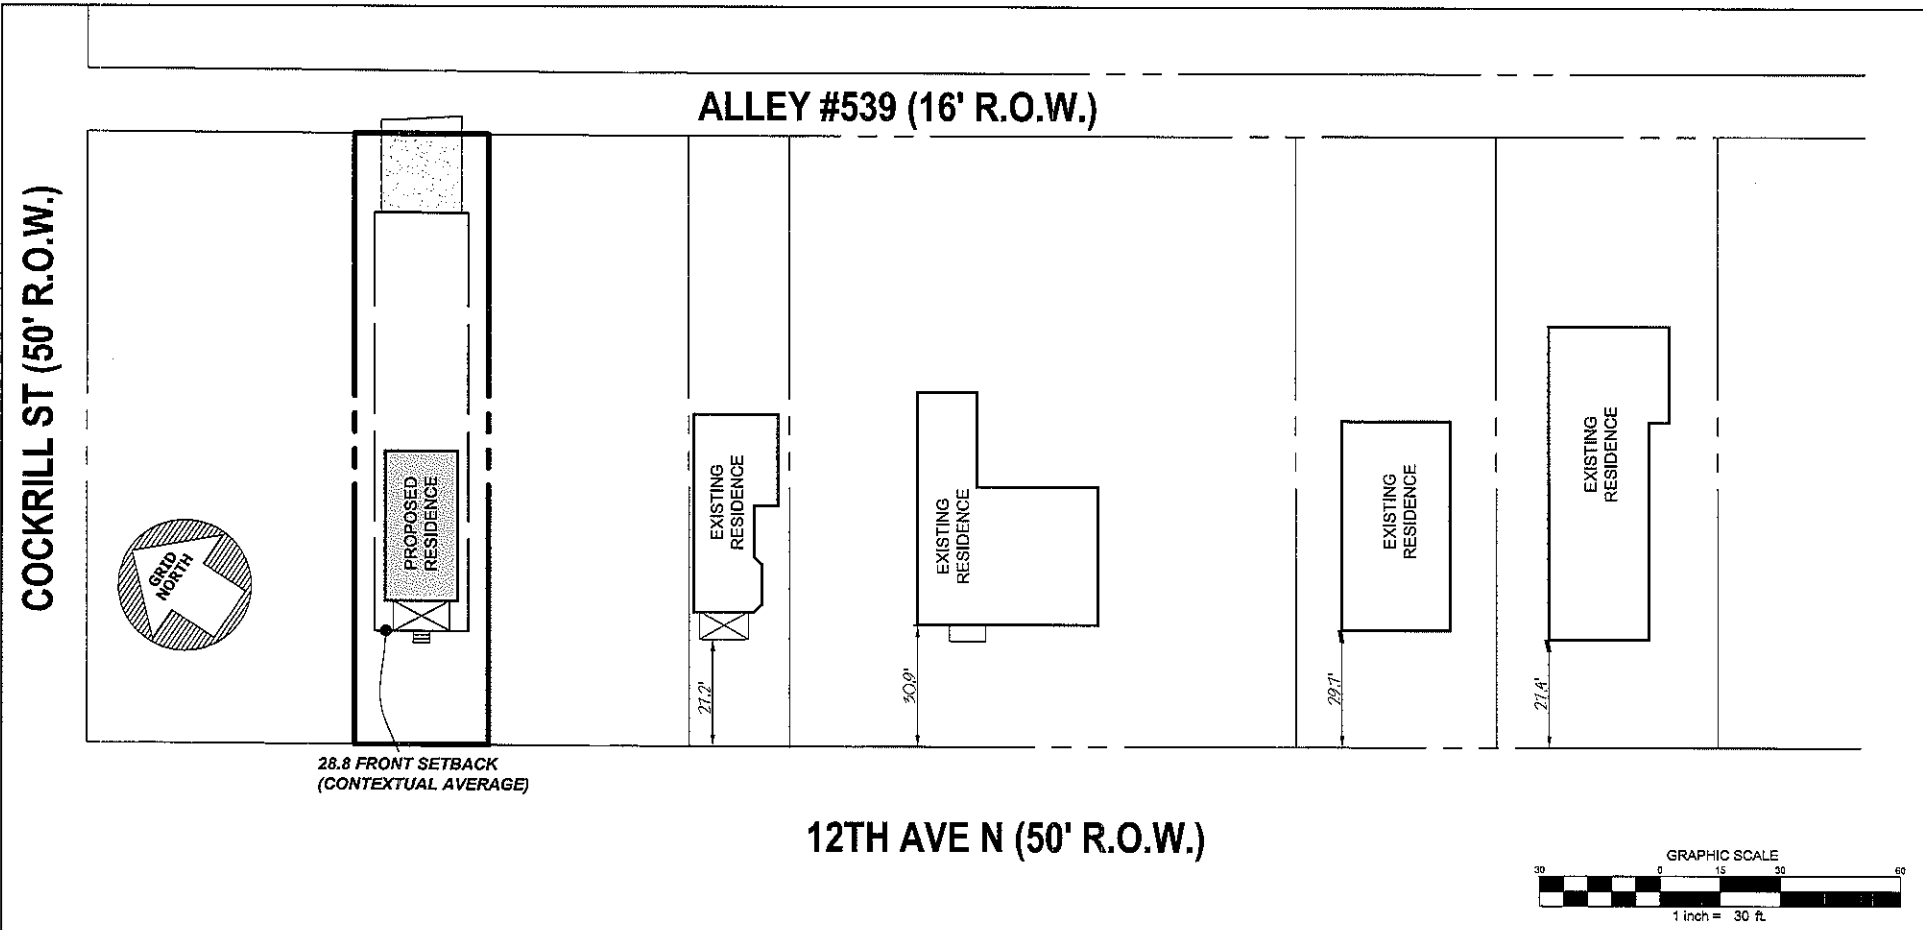 ALLEY #539 (16' R.O.W.)
COCKRILL ST (50' R.O.W.)
GRID
NORTH
PROPOSED
RESIDENCE
EXISTING
RESIDENCE
EXISTING
RESIDENCE
EXISTING
RESIDENCE
EXISTING
RESIDENCE
27.2'
30.9'
29.7'
27.4'
28.8 FRONT SETBACK
(CONTEXTUAL AVERAGE)
12TH AVE N (50' R.O.W.)
GRAPHIC SCALE
30 0 15 30 60
1 inch = 30 ft.